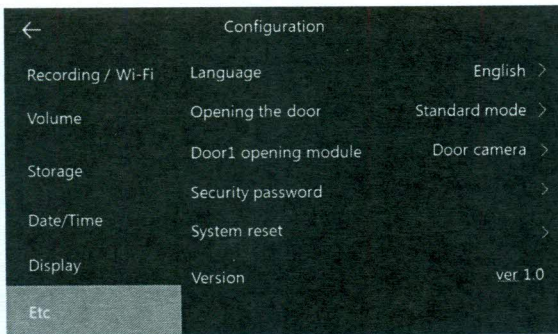 Configuration
Recording / Wi-Fi
Volume
Storage
Date/Time
Display
Etc
Language English >
Opening the door Standard mode >
Door1 opening module Door camera >
Security password >
System reset >
Version ver 1.0